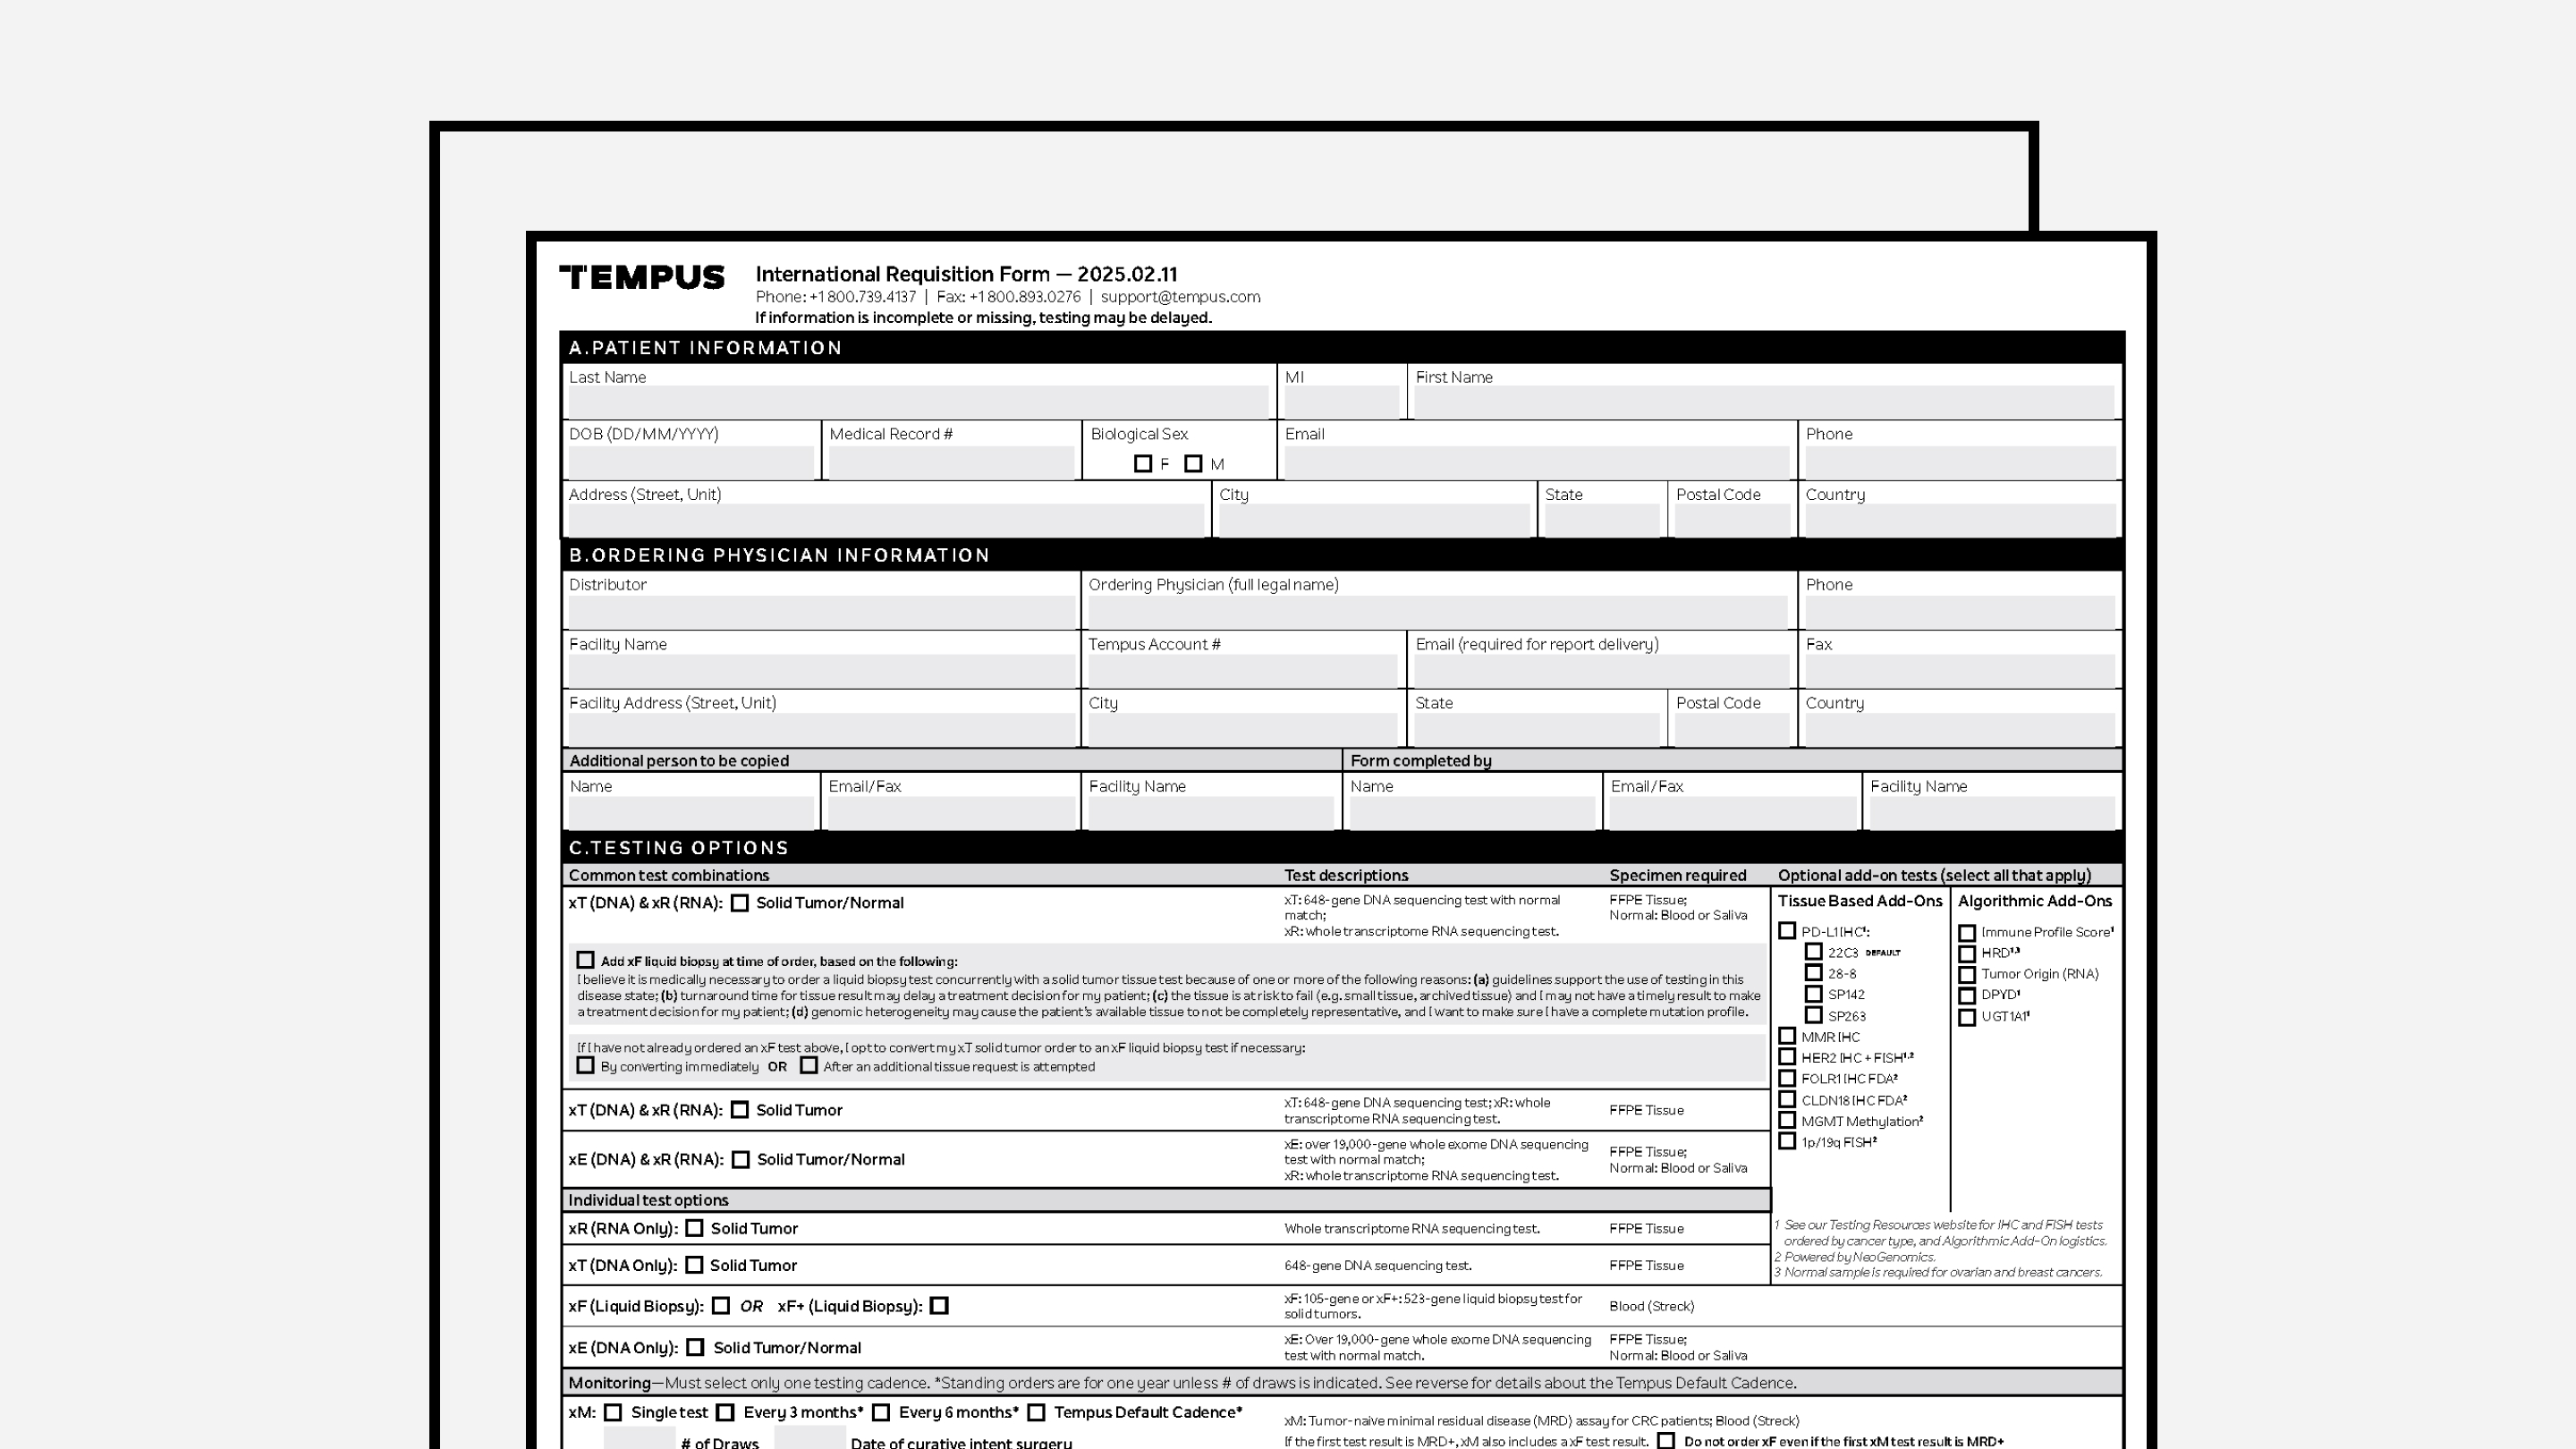 TEMPUS
International Requisition Form — 2025.02.11
Phone: +1 800.739.4137 | Fax: +1 800.893.0276 | support@tempus.com
If information is incomplete or missing, testing may be delayed.
A.PATIENT INFORMATION
Last Name MI First Name
DOB (DD/MM/YYYY) Medical Record # Biological Sex Email Phone
F M
Address (Street, Unit) City State Postal Code Country
B.ORDERING PHYSICIAN INFORMATION
Distributor Ordering Physician (full legal name) Phone
Facility Name Tempus Account # Email (required for report delivery) Fax
Facility Address (Street, Unit) City State Postal Code Country
Additional person to be copied Form completed by
Name Email/Fax Facility Name Name Email/Fax Facility Name
C.TESTING OPTIONS
Common test combinations Test descriptions Specimen required Optional add-on tests (select all that apply)
xT (DNA) & xR (RNA): Solid Tumor/Normal
xT: 648-gene DNA sequencing test with normal
match;
xR: whole transcriptome RNA sequencing test.
FFPE Tissue;
Normal: Blood or Saliva
Add xF liquid biopsy at time of order, based on the following:
I believe it is medically necessary to order a liquid biopsy test concurrently with a solid tumor tissue test because of one or more of the following reasons: (a) guidelines support the use of testing in this
disease state; (b) turnaround time for tissue result may delay a treatment decision for my patient; (c) the tissue is at risk to fail (e.g. small tissue, archived tissue) and I may not have a timely result to make
a treatment decision for my patient; (d) genomic heterogeneity may cause the patient's available tissue to not be completely representative, and I want to make sure I have a complete mutation profile.
If I have not already ordered an xF test above, I opt to convert my xT solid tumor order to an xF liquid biopsy test if necessary:
By converting immediately OR After an additional tissue request is attempted
xT (DNA) & xR (RNA): Solid Tumor
xT: 648-gene DNA sequencing test; xR: whole
transcriptome RNA sequencing test.
FFPE Tissue
xE (DNA) & xR (RNA): Solid Tumor/Normal
xE: over 19,000-gene whole exome DNA sequencing
test with normal match;
xR: whole transcriptome RNA sequencing test.
FFPE Tissue;
Normal: Blood or Saliva
Tissue Based Add-Ons
PD-L1 IHC¹:
22C3 DEFAULT
28-8
SP142
SP263
MMR IHC
HER2 IHC + FISH¹,²
FOLR1 IHC FDA²
CLDN18 IHC FDA²
MGMT Methylation²
1p/19q FISH²
Algorithmic Add-Ons
Immune Profile Score¹
HRD¹,³
Tumor Origin (RNA)
DPYD¹
UGT1A1¹
Individual test options
xR (RNA Only): Solid Tumor Whole transcriptome RNA sequencing test. FFPE Tissue
xT (DNA Only): Solid Tumor 648-gene DNA sequencing test. FFPE Tissue
1 See our Testing Resources website for IHC and FISH tests
ordered by cancer type, and Algorithmic Add-On logistics.
2 Powered by NeoGenomics.
3 Normal sample is required for ovarian and breast cancers.
xF (Liquid Biopsy): OR xF+ (Liquid Biopsy):
xF: 105-gene or xF+: 523-gene liquid biopsy test for
solid tumors.
Blood (Streck)
xE (DNA Only): Solid Tumor/Normal
xE: Over 19,000-gene whole exome DNA sequencing
test with normal match.
FFPE Tissue;
Normal: Blood or Saliva
Monitoring—Must select only one testing cadence. *Standing orders are for one year unless # of draws is indicated. See reverse for details about the Tempus Default Cadence.
xM: Single test Every 3 months* Every 6 months* Tempus Default Cadence*
# of Draws Date of curative intent surgery
xM: Tumor-naive minimal residual disease (MRD) assay for CRC patients; Blood (Streck)
If the first test result is MRD+, xM also includes a xF test result. Do not order xF even if the first xM test result is MRD+